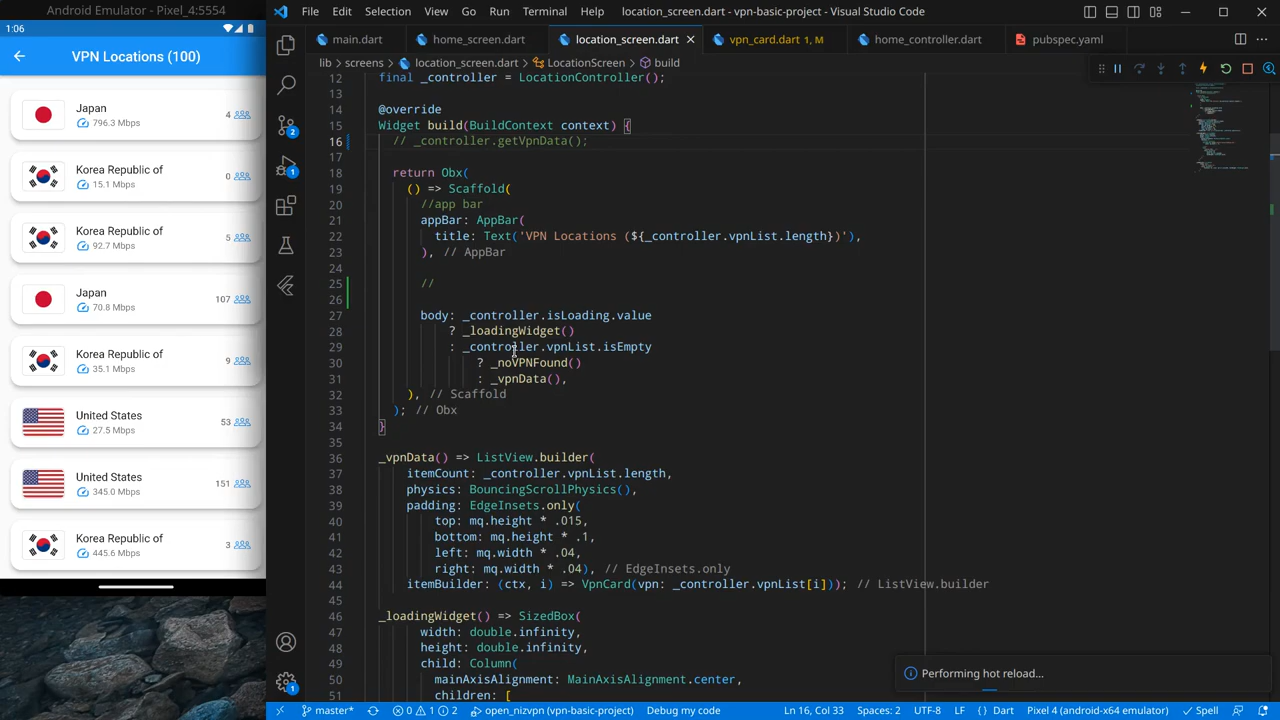 Android Emulator - Pixel_4:5554
1:06
VPN Locations (100)
Japan
796.3 Mbps
4
Korea Republic of
15.1 Mbps
0
Korea Republic of
92.7 Mbps
5
Japan
70.8 Mbps
107
Korea Republic of
35.1 Mbps
9
United States
27.5 Mbps
53
United States
345.0 Mbps
151
Korea Republic of
445.6 Mbps
3
File Edit Selection View Go Run Terminal Help location_screen.dart - vpn-basic-project - Visual Studio Code
main.dart home_screen.dart location_screen.dart vpn_card.dart 1, M home_controller.dart pubspec.yaml
lib > screens > location_screen.dart > LocationScreen > build
12 final _controller = LocationController();
13
14 @override
15 Widget build(BuildContext context) {
16 // _controller.getVpnData();
17
18 return Obx(
19 () => Scaffold(
20 //app bar
21 appBar: AppBar(
22 title: Text('VPN Locations (${_controller.vpnList.length})'),
23 ), // AppBar
24
25 //
26
27 body: _controller.isLoading.value
28 ? _loadingWidget()
29 : _controller.vpnList.isEmpty
30 ? _noVPNFound()
31 : _vpnData(),
32 ), // Scaffold
33 ); // Obx
34 }
35
36 _vpnData() => ListView.builder(
37 itemCount: _controller.vpnList.length,
38 physics: BouncingScrollPhysics(),
39 padding: EdgeInsets.only(
40 top: mq.height * .015,
41 bottom: mq.height * .1,
42 left: mq.width * .04,
43 right: mq.width * .04), // EdgeInsets.only
44 itemBuilder: (ctx, i) => VpnCard(vpn: _controller.vpnList[i])); // ListView.builder
45
46 _loadingWidget() => SizedBox(
47 width: double.infinity,
48 height: double.infinity,
49 child: Column(
50 mainAxisAlignment: MainAxisAlignment.center,
51 children: [
2
1
1
Performing hot reload...
master* 0 1 2 open_nizvpn (vpn-basic-project) Debug my code Ln 16, Col 33 Spaces: 2 UTF-8 LF {} Dart Pixel 4 (android-x64 emulator) Spell